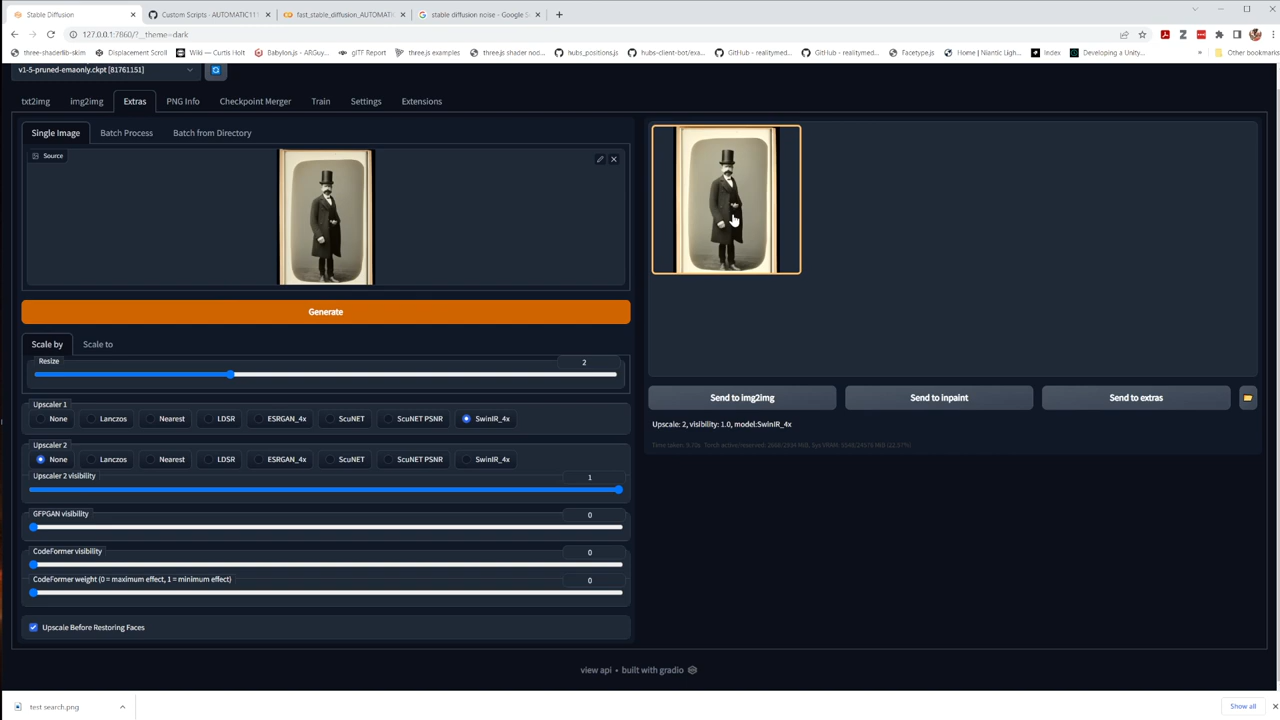 Stable Diffusion
Custom Scripts - AUTOMATIC11
fast_stable_diffusion_AUTOMATI
stable diffusion noise - Google S
127.0.0.1:7860/?__theme=dark
three-shaderlib-skim
Displacement Scroll
Wiki — Curtis Holt
Babylon.js - ARGuy...
glTF Report
three.js examples
three.js shader nod...
hubs_positions.js
hubs-client-bot/exa...
GitHub - realitymed...
GitHub - realitymed...
Facetype.js
Home | Niantic Ligh...
Index
Developing a Unity...
»
Other bookmarks
v1-5-pruned-emaonly.ckpt [81761151]
txt2img
img2img
Extras
PNG Info
Checkpoint Merger
Train
Settings
Extensions
Single Image
Batch Process
Batch from Directory
Source
Generate
Scale by
Scale to
Resize
2
Upscaler 1
None
Lanczos
Nearest
LDSR
ESRGAN_4x
ScuNET
ScuNET PSNR
SwinIR_4x
Upscaler 2
None
Lanczos
Nearest
LDSR
ESRGAN_4x
ScuNET
ScuNET PSNR
SwinIR_4x
Upscaler 2 visibility
1
GFPGAN visibility
0
CodeFormer visibility
0
CodeFormer weight (0 = maximum effect, 1 = minimum effect)
0
Upscale Before Restoring Faces
Send to img2img
Send to inpaint
Send to extras
Upscale: 2, visibility: 1.0, model:SwinIR_4x
view api • built with gradio
test search.png
Show all